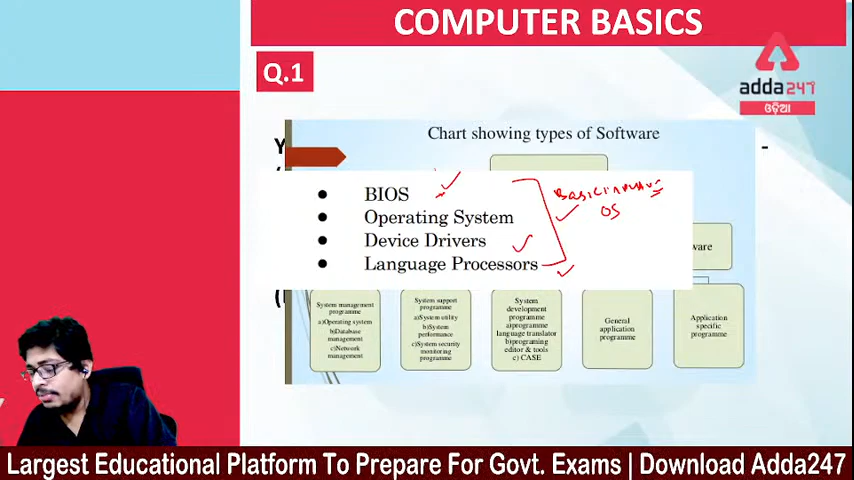 COMPUTER BASICS
Q.1
adda247
ଓଡ଼ିଆ
Chart showing types of Software
Y
-
• BIOS
• Operating System
• Device Drivers
• Language Processors
Basic
OS
ware
System management
programme
a)Operating system
b)Database
management
c)Network
management
System support
programme
a)System utility
b)System
performance
c)System security
monitoring
programme
System
development
programme
a)programme
language translator
b)programing
editor & tools
c) CASE
General
application
programme
Application
specific
programme
Largest Educational Platform To Prepare For Govt. Exams | Download Adda247